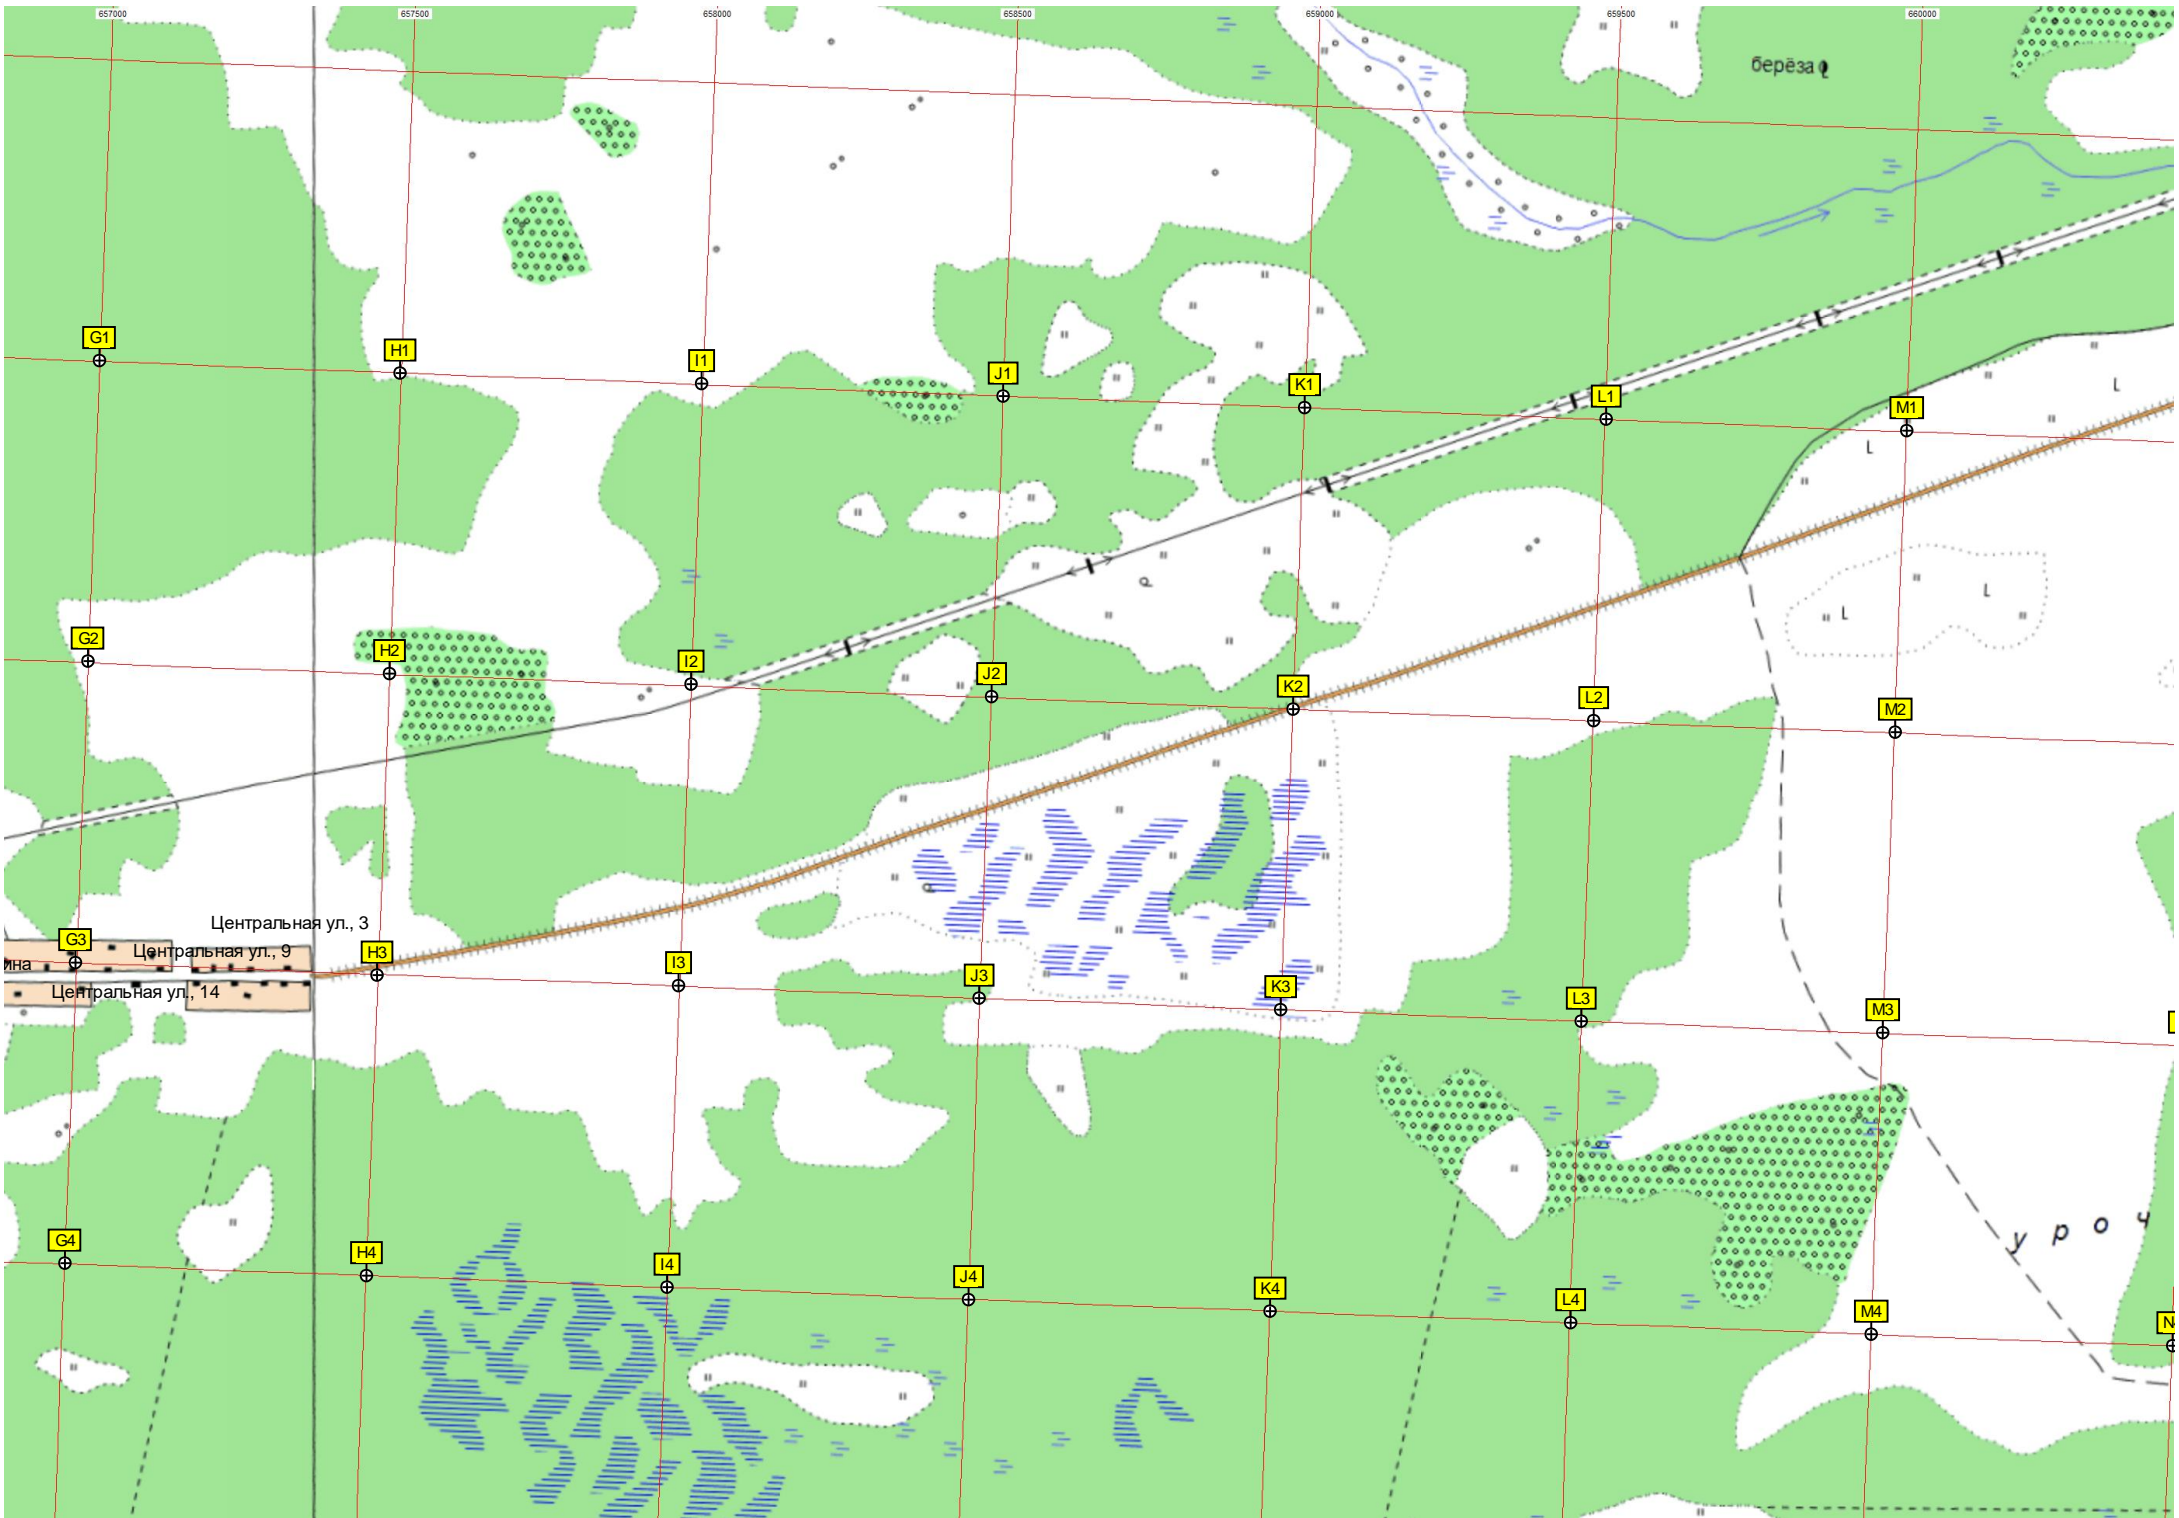 657000 657500 658000 658500 659000 659500 660000
берёза
G1 H1 I1 J1 K1 L1 M1
G2 H2 I2 J2 K2 L2 M2
Центральная ул., 3
G3 Центральная ул., 9 H3 I3 J3 K3 L3 M3
ина
Центральная ул., 14
у р о ч
G4 H4 I4 J4 K4 L4 M4 N4